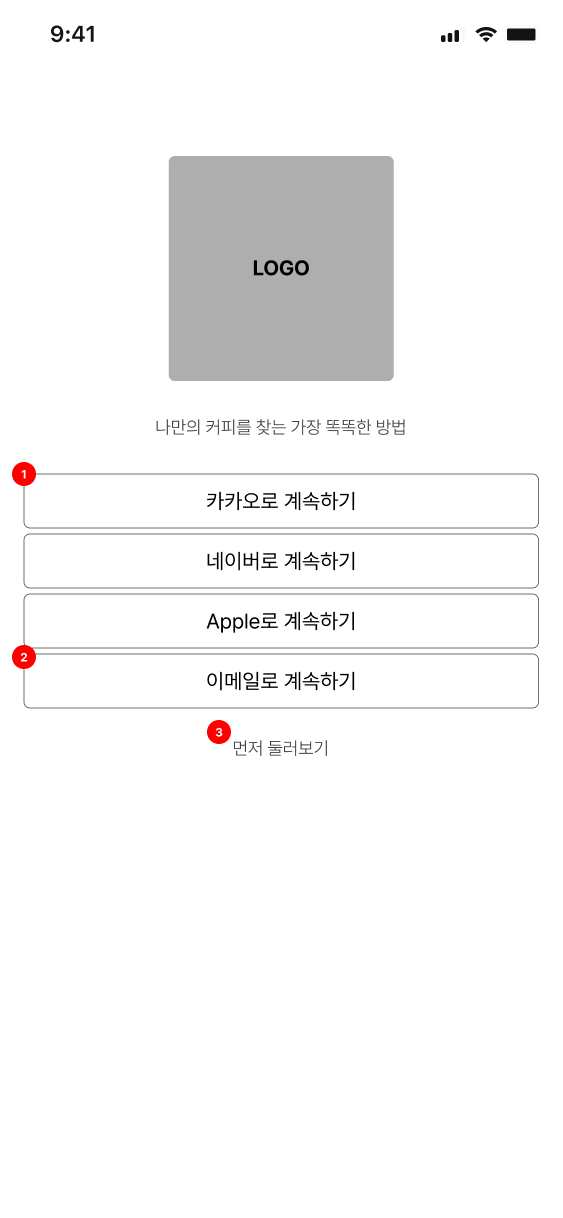 9:41
LOGO
나만의 커피를 찾는 가장 똑똑한 방법
1
카카오로 계속하기
네이버로 계속하기
Apple로 계속하기
2
이메일로 계속하기
3
먼저 둘러보기